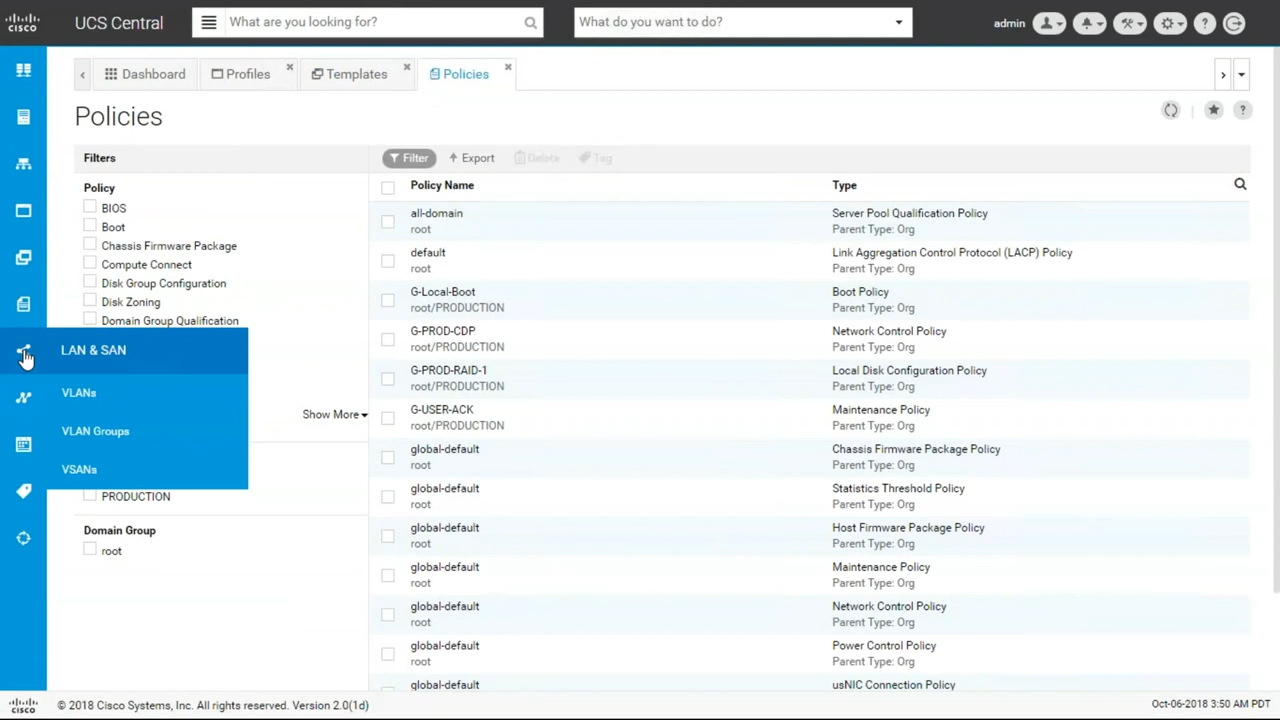 cisco
UCS Central
What are you looking for?
What do you want to do?
admin
?
Dashboard
Profiles
Templates
Policies
Policies
?
Filters
Filter
Export
Delete
Tag
Policy
BIOS
Boot
Chassis Firmware Package
Compute Connect
Disk Group Configuration
Disk Zoning
Domain Group Qualification
LAN & SAN
VLANs
VLAN Groups
VSANs
Show More
PRODUCTION
Domain Group
root
Policy Name
Type
all-domain
root
Server Pool Qualification Policy
Parent Type: Org
default
root
Link Aggregation Control Protocol (LACP) Policy
Parent Type: Org
G-Local-Boot
root/PRODUCTION
Boot Policy
Parent Type: Org
G-PROD-CDP
root/PRODUCTION
Network Control Policy
Parent Type: Org
G-PROD-RAID-1
root/PRODUCTION
Local Disk Configuration Policy
Parent Type: Org
G-USER-ACK
root/PRODUCTION
Maintenance Policy
Parent Type: Org
global-default
root
Chassis Firmware Package Policy
Parent Type: Org
global-default
root
Statistics Threshold Policy
Parent Type: Org
global-default
root
Host Firmware Package Policy
Parent Type: Org
global-default
root
Maintenance Policy
Parent Type: Org
global-default
root
Network Control Policy
Parent Type: Org
global-default
root
Power Control Policy
Parent Type: Org
global-default
usNIC Connection Policy
cisco
© 2018 Cisco Systems, Inc. All rights reserved. Version 2.0(1d)
Oct-06-2018 3:50 AM PDT